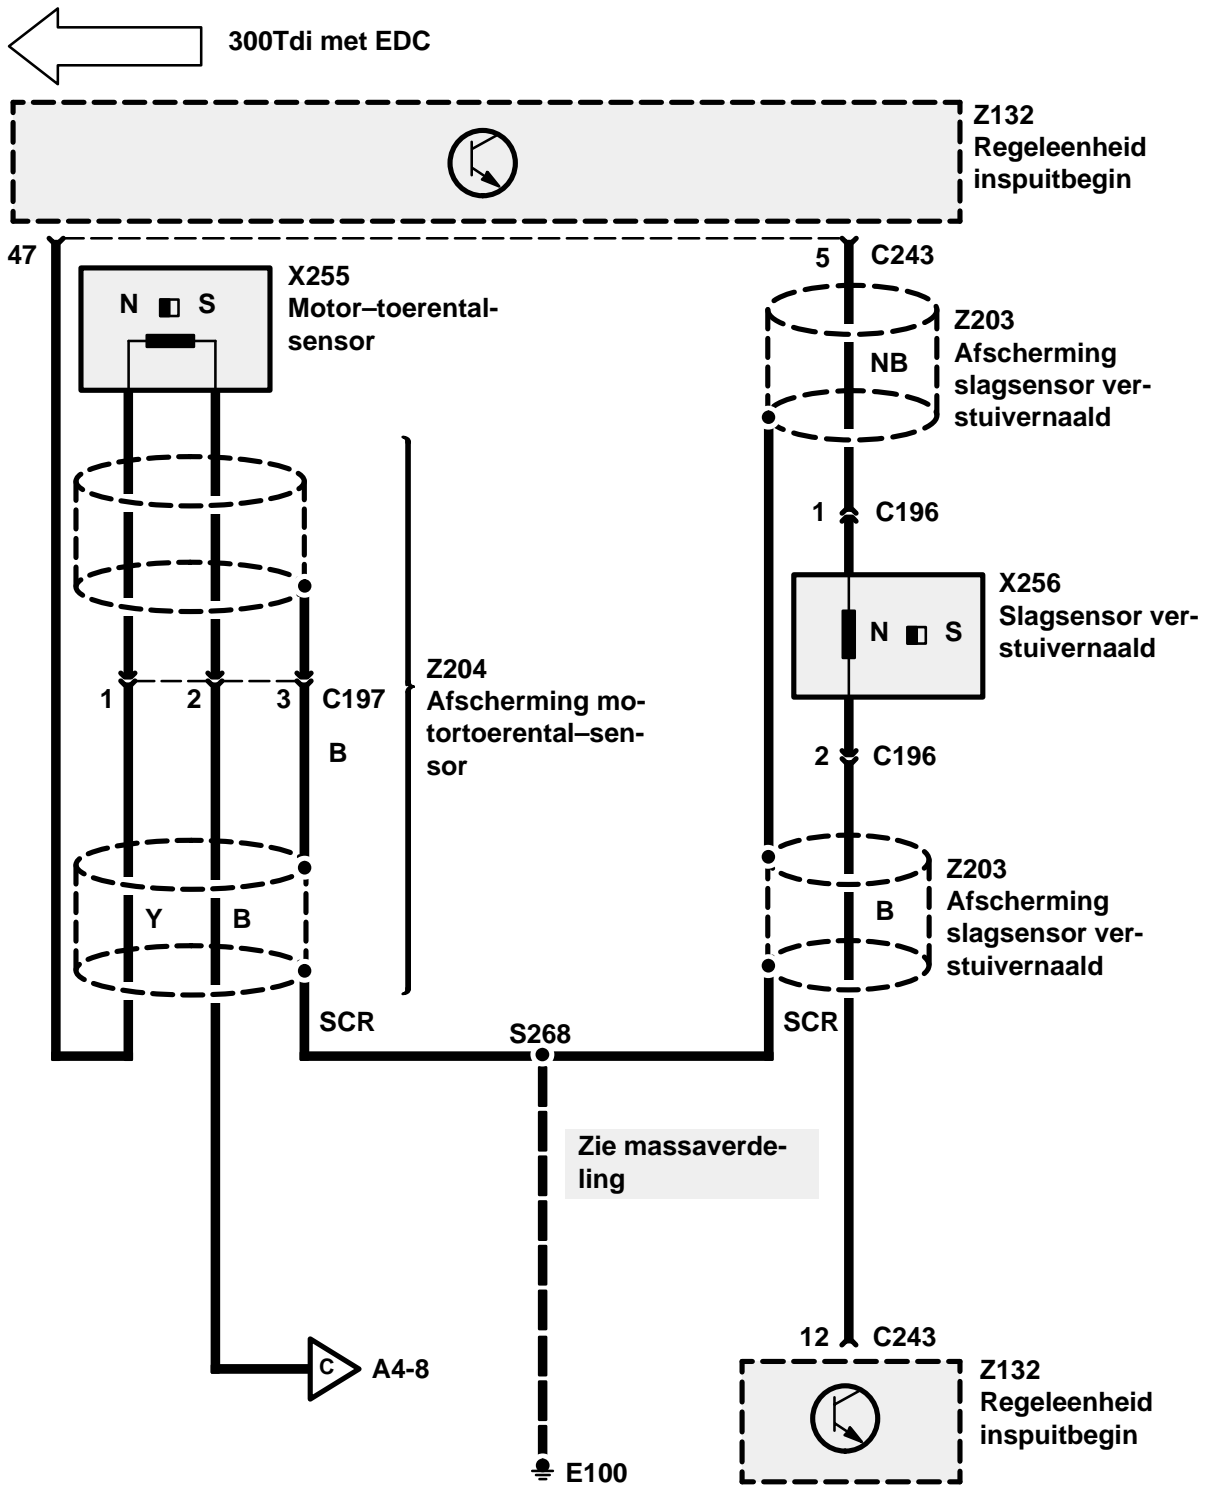 300Tdi met EDC
Z132
Regeleenheid
inspuitbegin
47
5 C243
X255
Motor–toerental-
sensor
N S
Z203
Afscherming
slagsensor ver-
stuivernaald
NB
1 C196
X256
Slagsensor ver-
stuivernaald
N S
Z204
Afscherming mo-
tortoerental–sen-
sor
1 2 3 C197
B
2 C196
Z203
Afscherming
slagsensor ver-
stuivernaald
Y B
B
SCR
S268
SCR
Zie massaverde-
ling
12 C243
C A4-8
Z132
Regeleenheid
inspuitbegin
E100